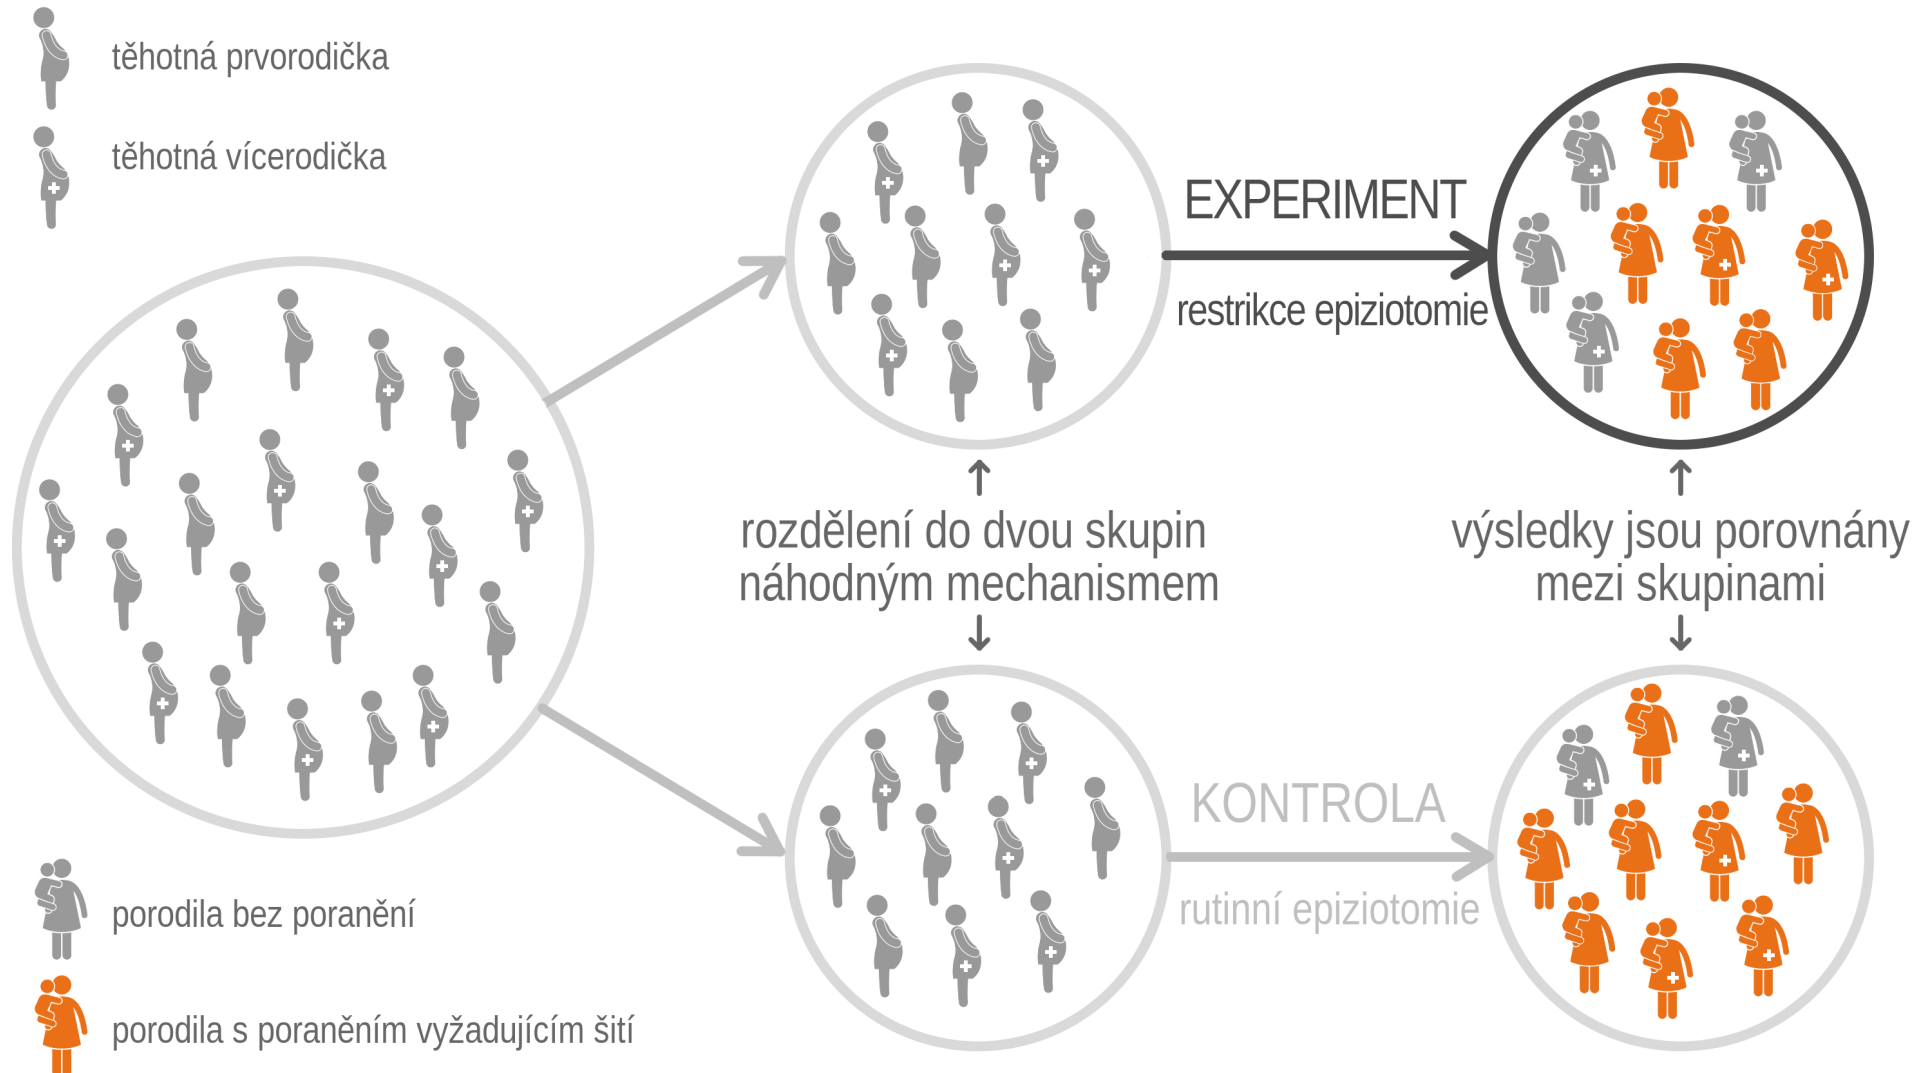 těhotná prvorodička
těhotná vícerodička
EXPERIMENT
restrikce epiziotomie
rozdělení do dvou skupin
náhodným mechanismem
výsledky jsou porovnány
mezi skupinami
KONTROLA
rutinní epiziotomie
porodila bez poranění
porodila s poraněním vyžadujícím šití